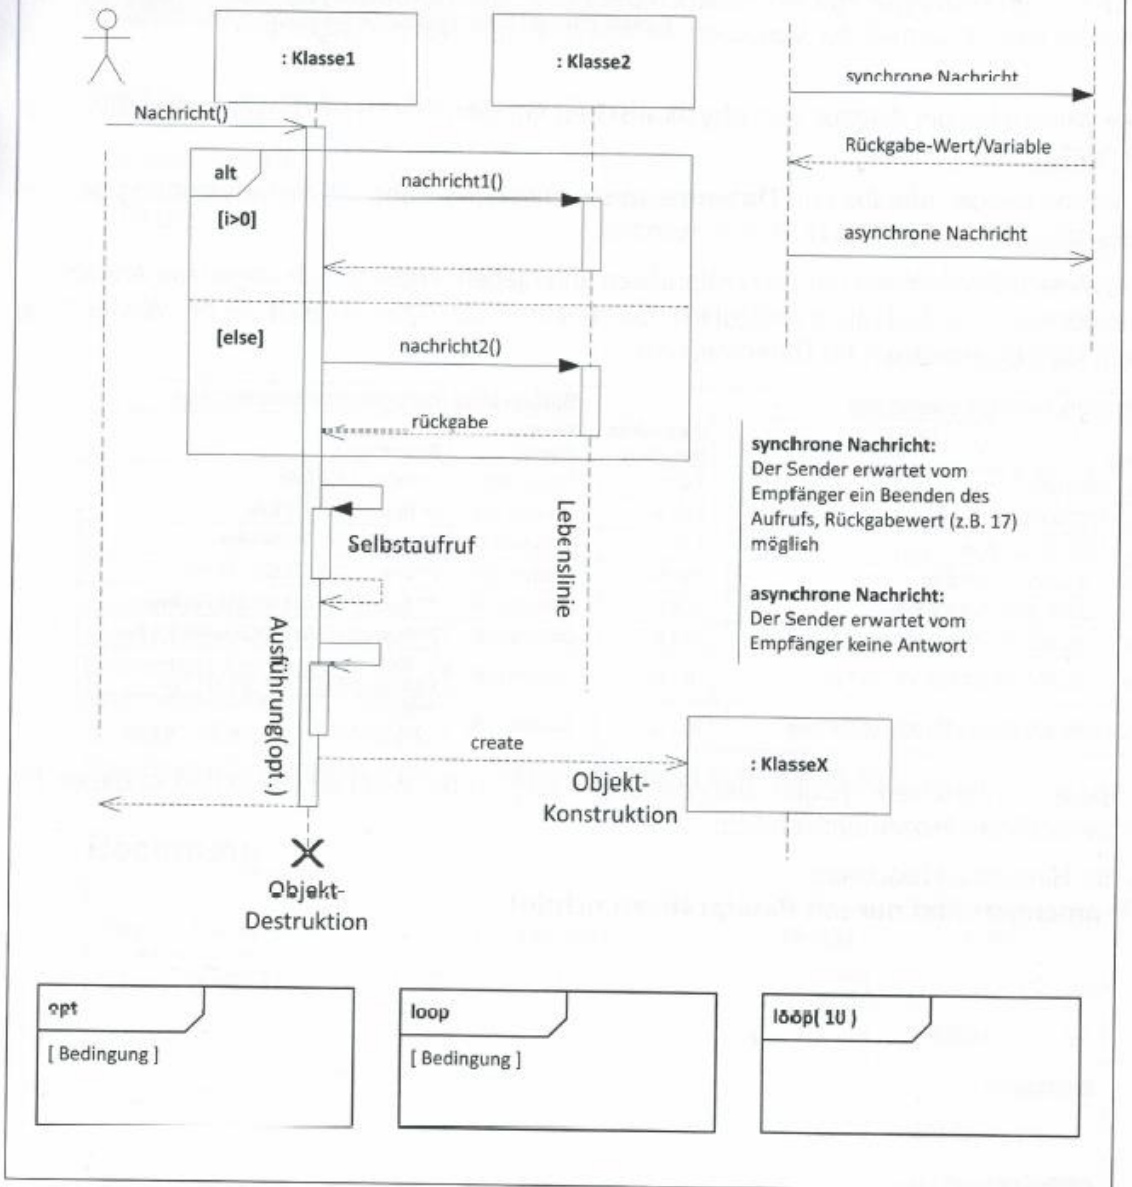 : Klasse1
: Klasse2
synchrone Nachricht
Nachricht()
Rückgabe-Wert/Variable
alt
nachricht1()
[i>0]
asynchrone Nachricht
[else]
nachricht2()
rückgabe
synchrone Nachricht:
Der Sender erwartet vom
Empfänger ein Beenden des
Aufrufs, Rückgabewert (z.B. 17)
möglich
Lebenslinie
Selbstaufruf
asynchrone Nachricht:
Der Sender erwartet vom
Empfänger keine Antwort
Ausführung(opt.)
create
: KlasseX
Objekt-
Konstruktion
Objekt-
Destruktion
opt
[ Bedingung ]
loop
[ Bedingung ]
loop( 10 )